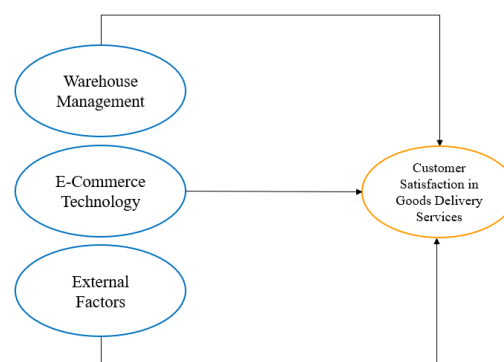 Warehouse
Management
E-Commerce
Technology
External
Factors
Customer
Satisfaction in
Goods Delivery
Services